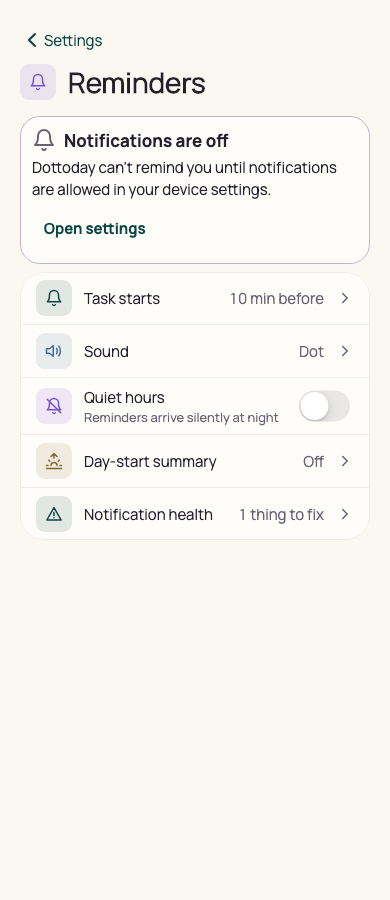 Settings
Reminders
Notifications are off
Dottoday can't remind you until notifications
are allowed in your device settings.
Open settings
Task starts 10 min before
Sound Dot
Quiet hours
Reminders arrive silently at night
Day-start summary Off
Notification health 1 thing to fix